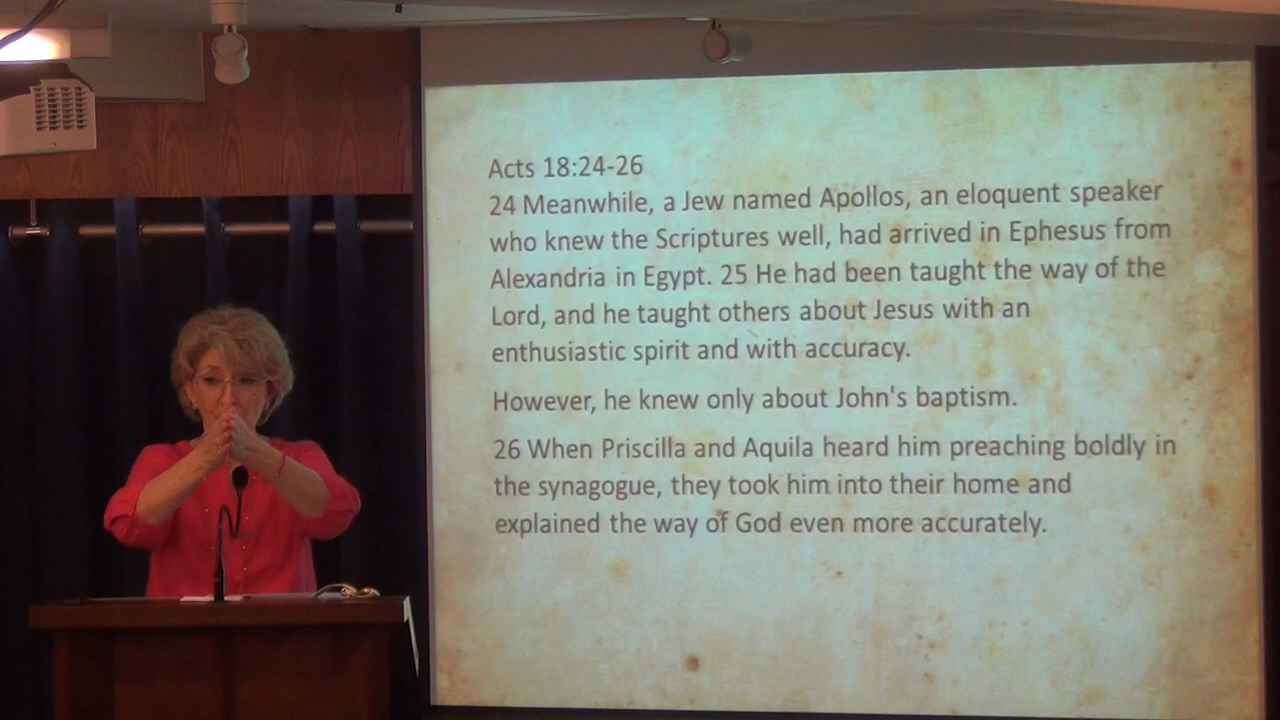 Acts 18:24-26
24 Meanwhile, a Jew named Apollos, an eloquent speaker
who knew the Scriptures well, had arrived in Ephesus from
Alexandria in Egypt. 25 He had been taught the way of the
Lord, and he taught others about Jesus with an
enthusiastic spirit and with accuracy.
However, he knew only about John's baptism.
26 When Priscilla and Aquila heard him preaching boldly in
the synagogue, they took him into their home and
explained the way of God even more accurately.